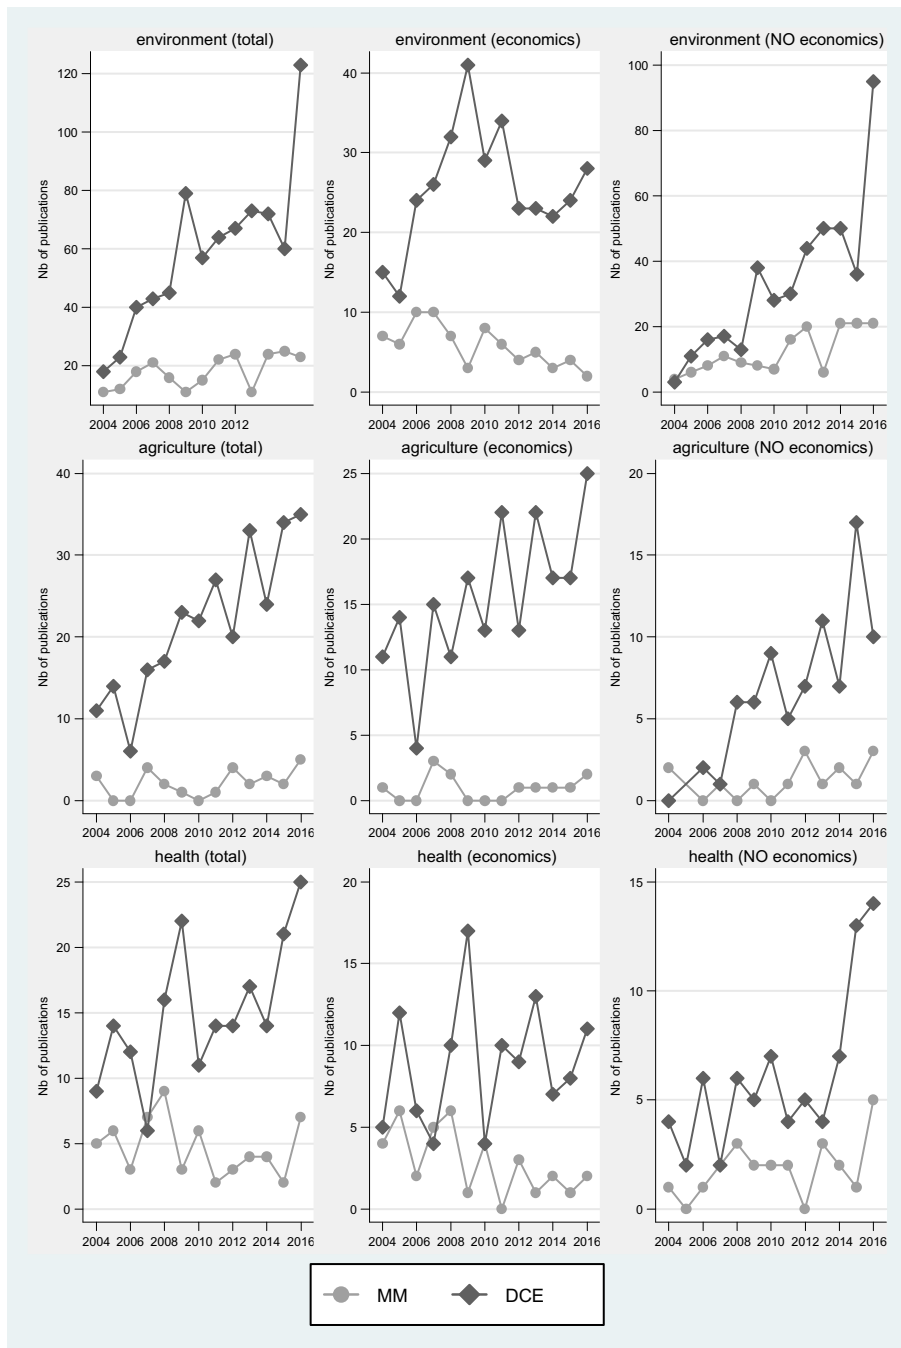 environment (total)
Nb of publications
120
100
80
60
40
20
2004 2006 2008 2010 2012
environment (economics)
Nb of publications
40
30
20
10
0
2004 2006 2008 2010 2012 2014 2016
environment (NO economics)
Nb of publications
100
80
60
40
20
0
2004 2006 2008 2010 2012 2014 2016
agriculture (total)
Nb of publications
40
30
20
10
0
2004 2006 2008 2010 2012 2014 2016
agriculture (economics)
Nb of publications
25
20
15
10
5
0
2004 2006 2008 2010 2012 2014 2016
agriculture (NO economics)
Nb of publications
20
15
10
5
0
2004 2006 2008 2010 2012 2014 2016
health (total)
Nb of publications
25
20
15
10
5
0
2004 2006 2008 2010 2012 2014 2016
health (economics)
Nb of publications
20
15
10
5
0
2004 2006 2008 2010 2012 2014 2016
health (NO economics)
Nb of publications
15
10
5
0
2004 2006 2008 2010 2012 2014 2016
MM DCE